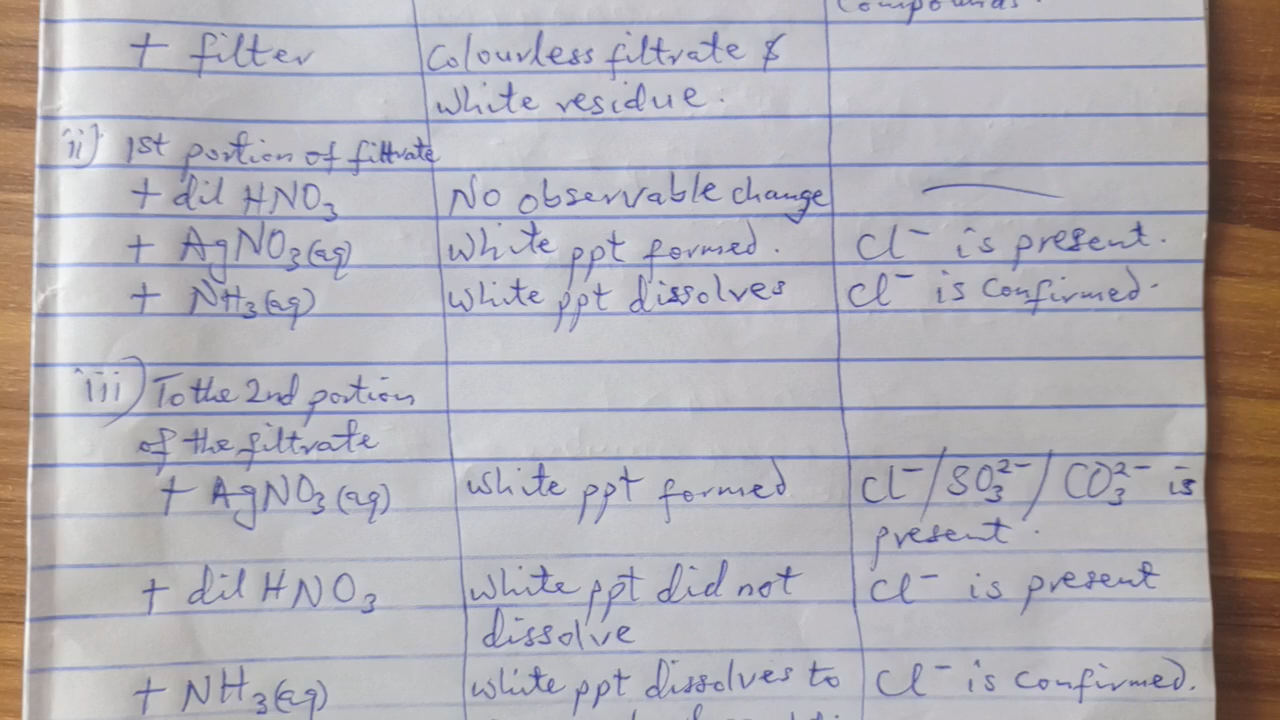 compounds.
+ filter colourless filtrate &
white residue.
ii) 1st portion of filtrate
+ dil HNO₃ No observable change —
+ AgNO₃(aq) white ppt formed. Cl⁻ is present.
+ NH₃(aq) white ppt dissolves Cl⁻ is confirmed.
iii) To the 2nd portion
of the filtrate
+ AgNO₃(aq) white ppt formed Cl⁻/SO₃²⁻/CO₃²⁻ is
present.
+ dil HNO₃ white ppt did not Cl⁻ is present
dissolve
+ NH₃(aq) white ppt dissolves to Cl⁻ is confirmed.